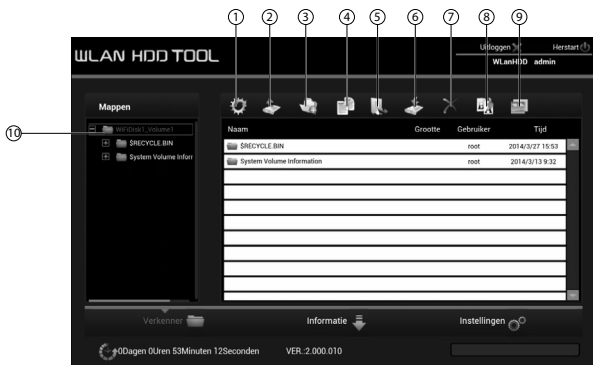 ① ② ③ ④ ⑤ ⑥ ⑦ ⑧ ⑨
Uitloggen Herstart
WLAN HDD TOOL
WLanHDD admin
Mappen
⑩
WiFiDisk1_Volume1
$RECYCLE.BIN
System Volume Inforr
Naam Grootte Gebruiker Tijd
$RECYCLE.BIN root 2014/3/27 15:53
System Volume Information root 2014/3/13 9:32
Verkenner Informatie Instellingen
0Dagen 0Uren 53Minuten 12Seconden VER.:2.000.010